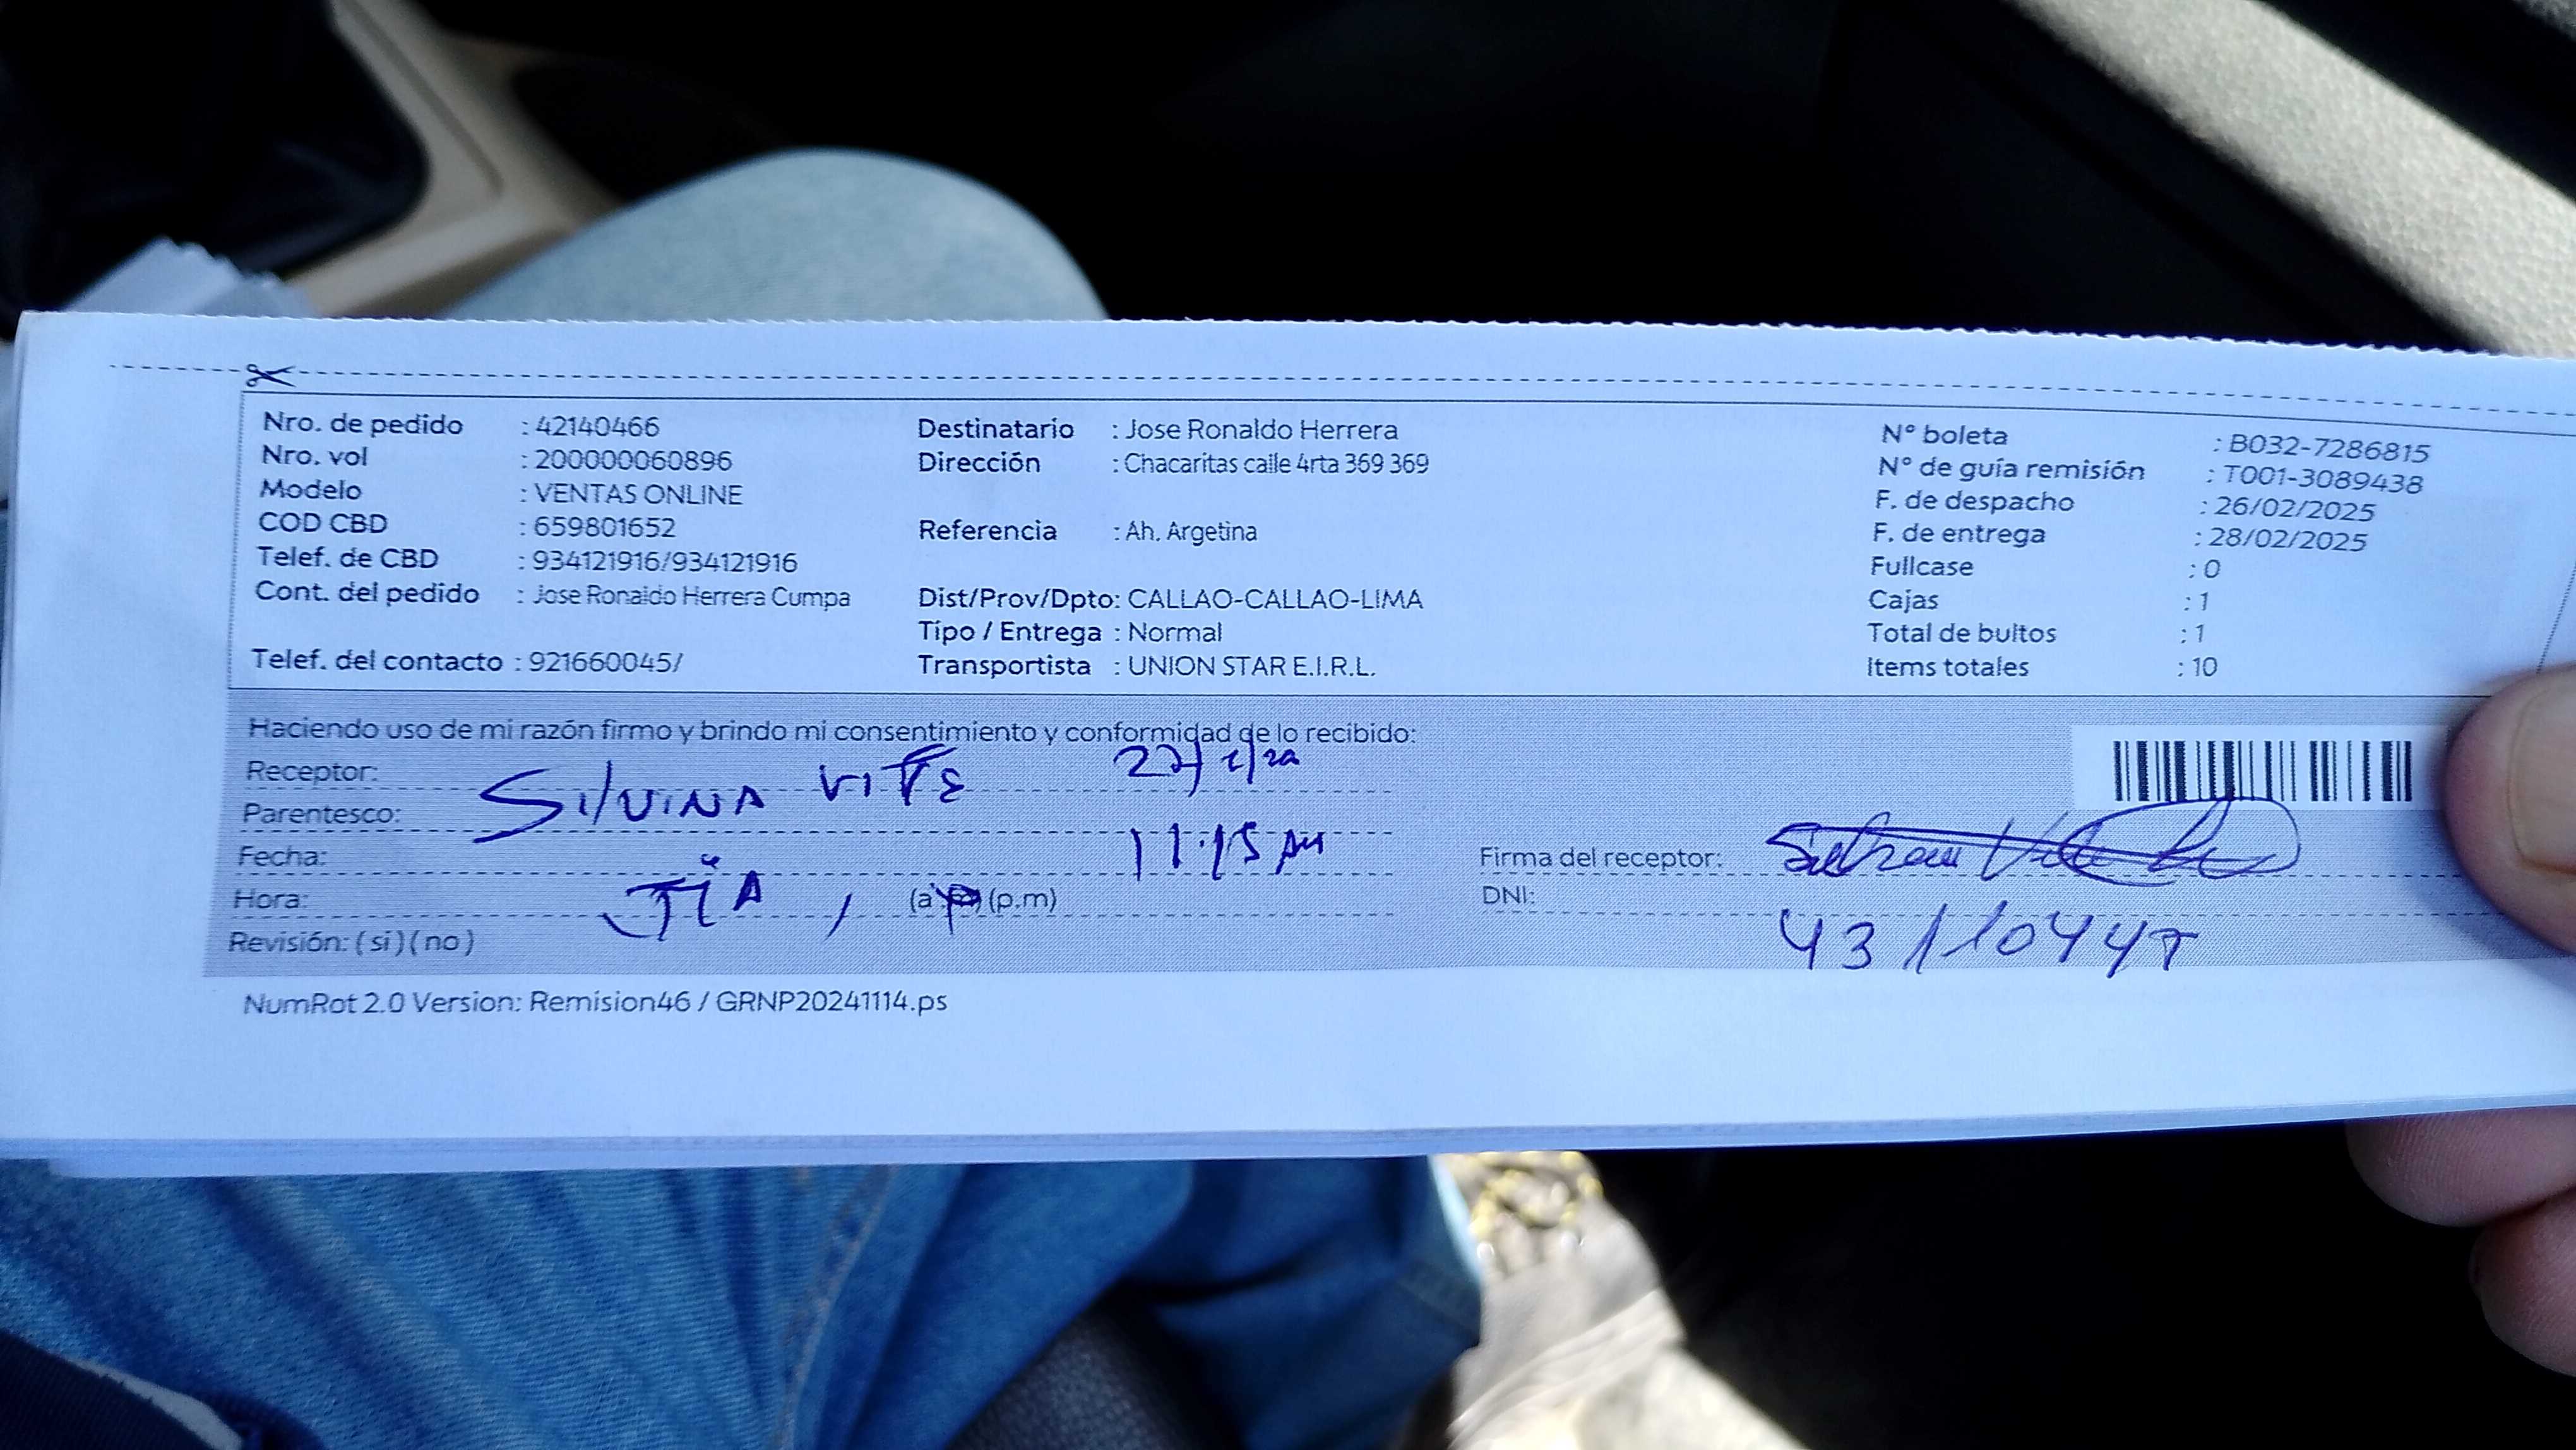 Nro. de pedido : 42140466
Nro. vol : 200000060896
Modelo : VENTAS ONLINE
COD CBD : 659801652
Telef. de CBD : 934121916/934121916
Cont. del pedido : Jose Ronaldo Herrera Cumpa
Telef. del contacto : 921660045/
Destinatario : Jose Ronaldo Herrera
Dirección : Chacaritas calle 4rta 369 369
Referencia : Ah. Argetina
Dist/Prov/Dpto: CALLAO-CALLAO-LIMA
Tipo / Entrega : Normal
Transportista : UNION STAR E.I.R.L.
N° boleta : B032-7286815
N° de guía remisión : T001-3089438
F. de despacho : 26/02/2025
F. de entrega : 28/02/2025
Fullcase : 0
Cajas : 1
Total de bultos : 1
Items totales : 10
Haciendo uso de mi razón firmo y brindo mi consentimiento y conformidad de lo recibido:
Receptor: SilviNA ViTE
Parentesco:
Fecha: 11:15 AM
TíA
Hora: (p.m)
Revisión: ( si ) ( no )
Firma del receptor:
DNI:
NumRot 2.0 Version: Remision46 / GRNP20241114.ps